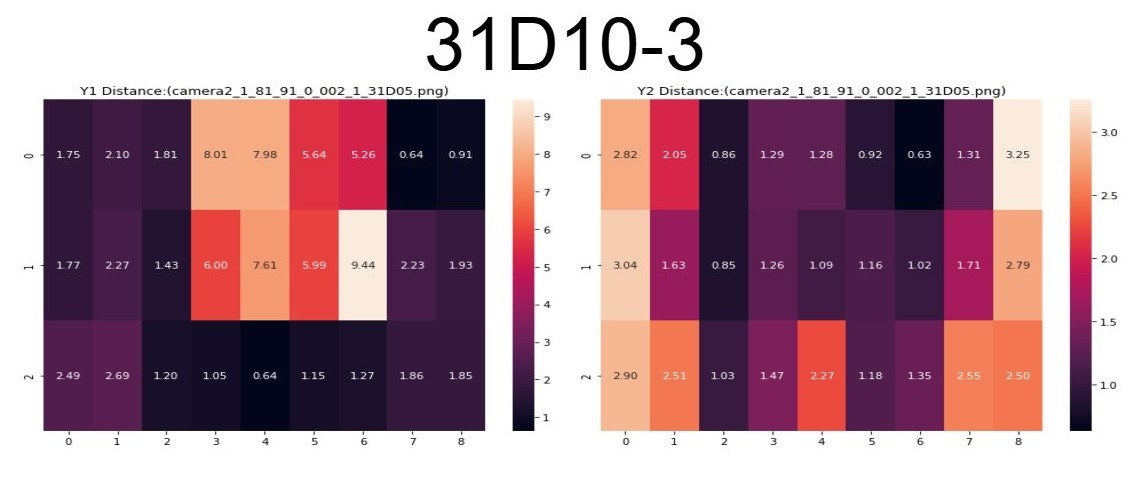 31D10-3
Y1 Distance:(camera2_1_81_91_0_002_1_31D05.png)
0 1.75 2.10 1.81 8.01 7.98 5.64 5.26 0.64 0.91
1 1.77 2.27 1.43 6.00 7.61 5.99 9.44 2.23 1.93
2 2.49 2.69 1.20 1.05 0.64 1.15 1.27 1.86 1.85
0 1 2 3 4 5 6 7 8
9
8
7
6
5
4
3
2
1
Y2 Distance:(camera2_1_81_91_0_002_1_31D05.png)
0 2.82 2.05 0.86 1.29 1.28 0.92 0.63 1.31 3.25
1 3.04 1.63 0.85 1.26 1.09 1.16 1.02 1.71 2.79
2 2.90 2.51 1.03 1.47 2.27 1.18 1.35 2.55 2.50
0 1 2 3 4 5 6 7 8
3.0
2.5
2.0
1.5
1.0